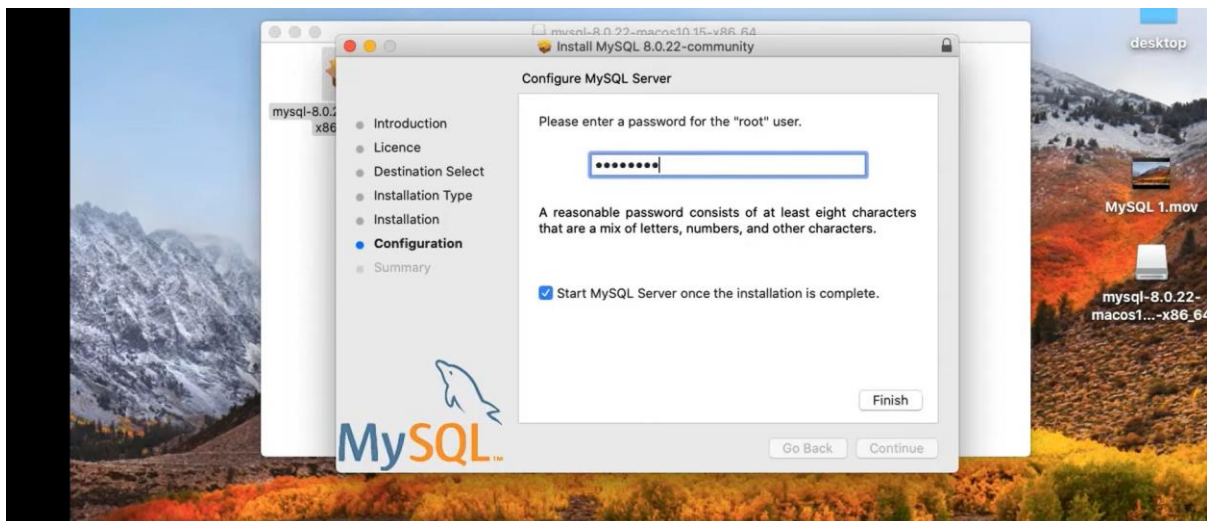 mysql-8.0.22-macos10.15-x86_64
Install MySQL 8.0.22-community
desktop
Configure MySQL Server
mysql-8.0.2
x86
Introduction
Licence
Destination Select
Installation Type
Installation
Configuration
Summary
Please enter a password for the "root" user.
••••••••
A reasonable password consists of at least eight characters
that are a mix of letters, numbers, and other characters.
Start MySQL Server once the installation is complete.
Finish
Go Back
Continue
MySQL™
MySQL 1.mov
mysql-8.0.22-
macos1...-x86_64